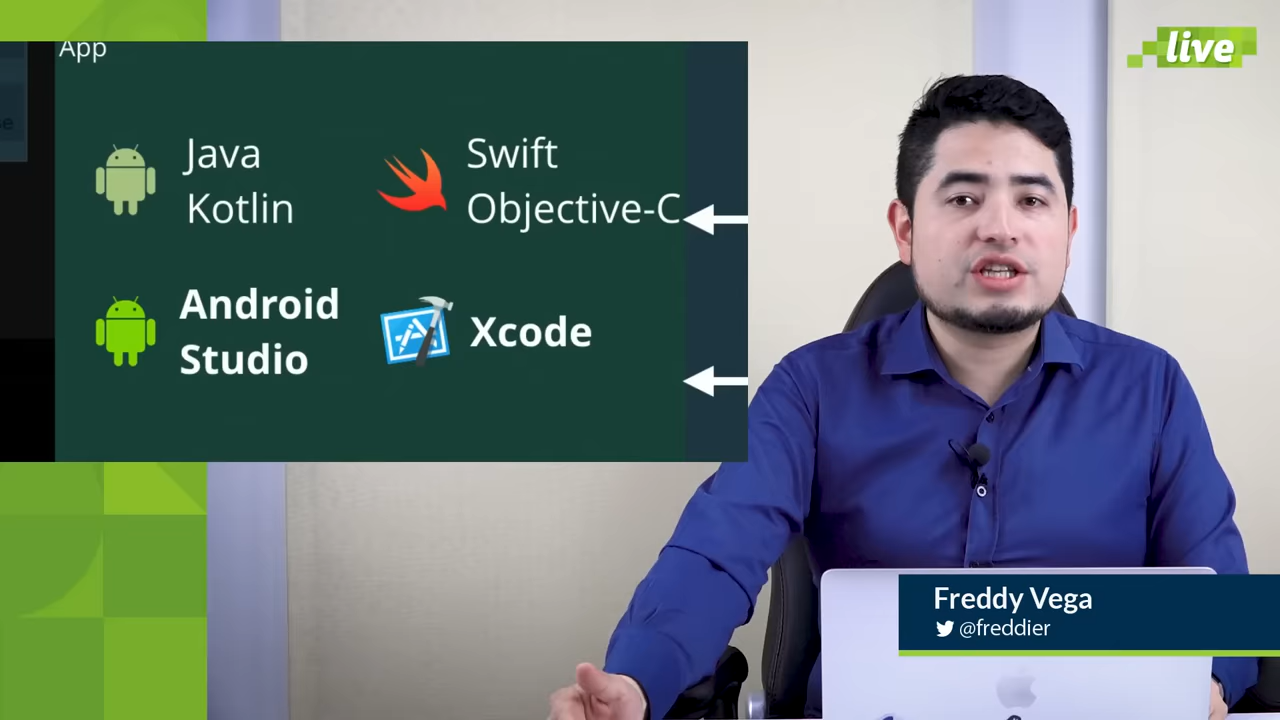 App
Java
Kotlin
Swift
Objective-C
Android
Studio
Xcode
live
Freddy Vega
@freddier